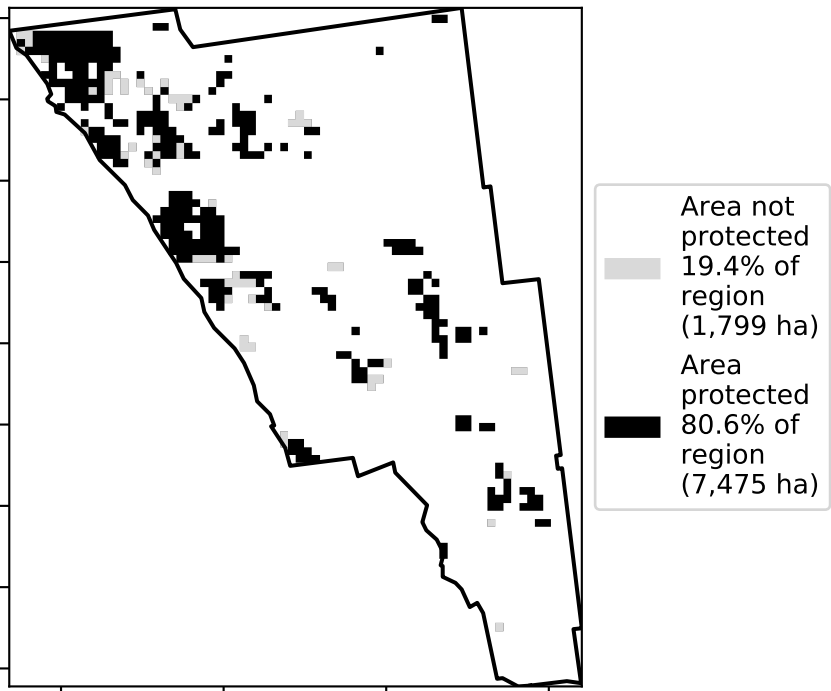 Area not
protected
19.4% of
region
(1,799 ha)
Area
protected
80.6% of
region
(7,475 ha)